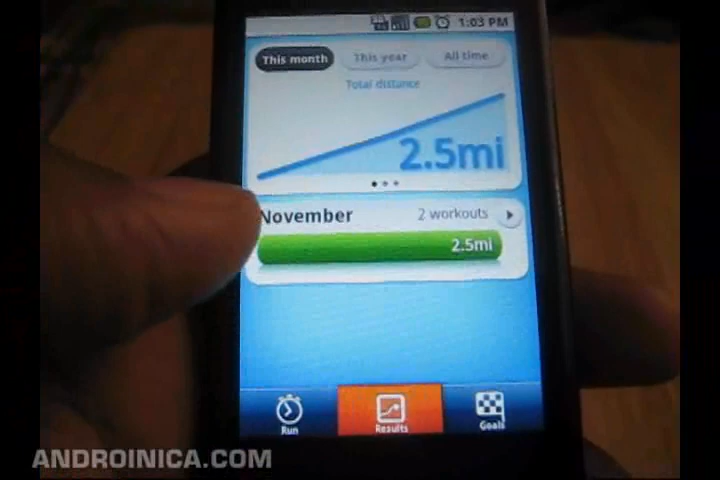 1:03 PM
This month This year All time
Total distance
2.5mi
November 2 workouts
2.5mi
Run Results Goals
ANDROINICA.COM